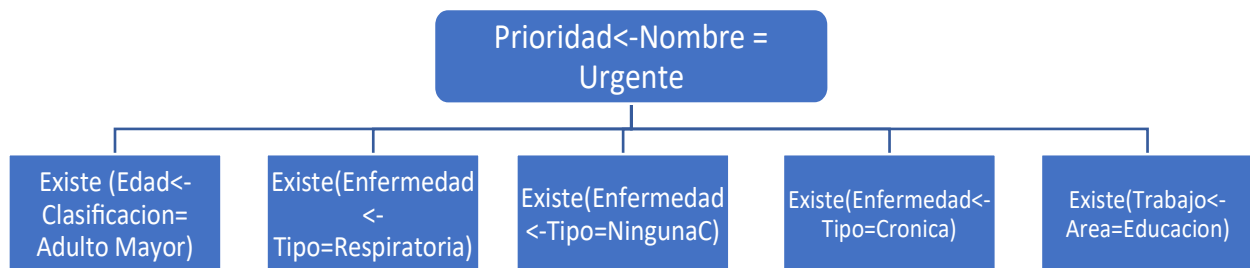 Prioridad<-Nombre =
Urgente
Existe (Edad<-
Clasificacion=
Adulto Mayor)
Existe(Enfermedad
<-
Tipo=Respiratoria)
Existe(Enfermedad
<-Tipo=NingunaC)
Existe(Enfermedad<-
Tipo=Cronica)
Existe(Trabajo<-
Area=Educacion)